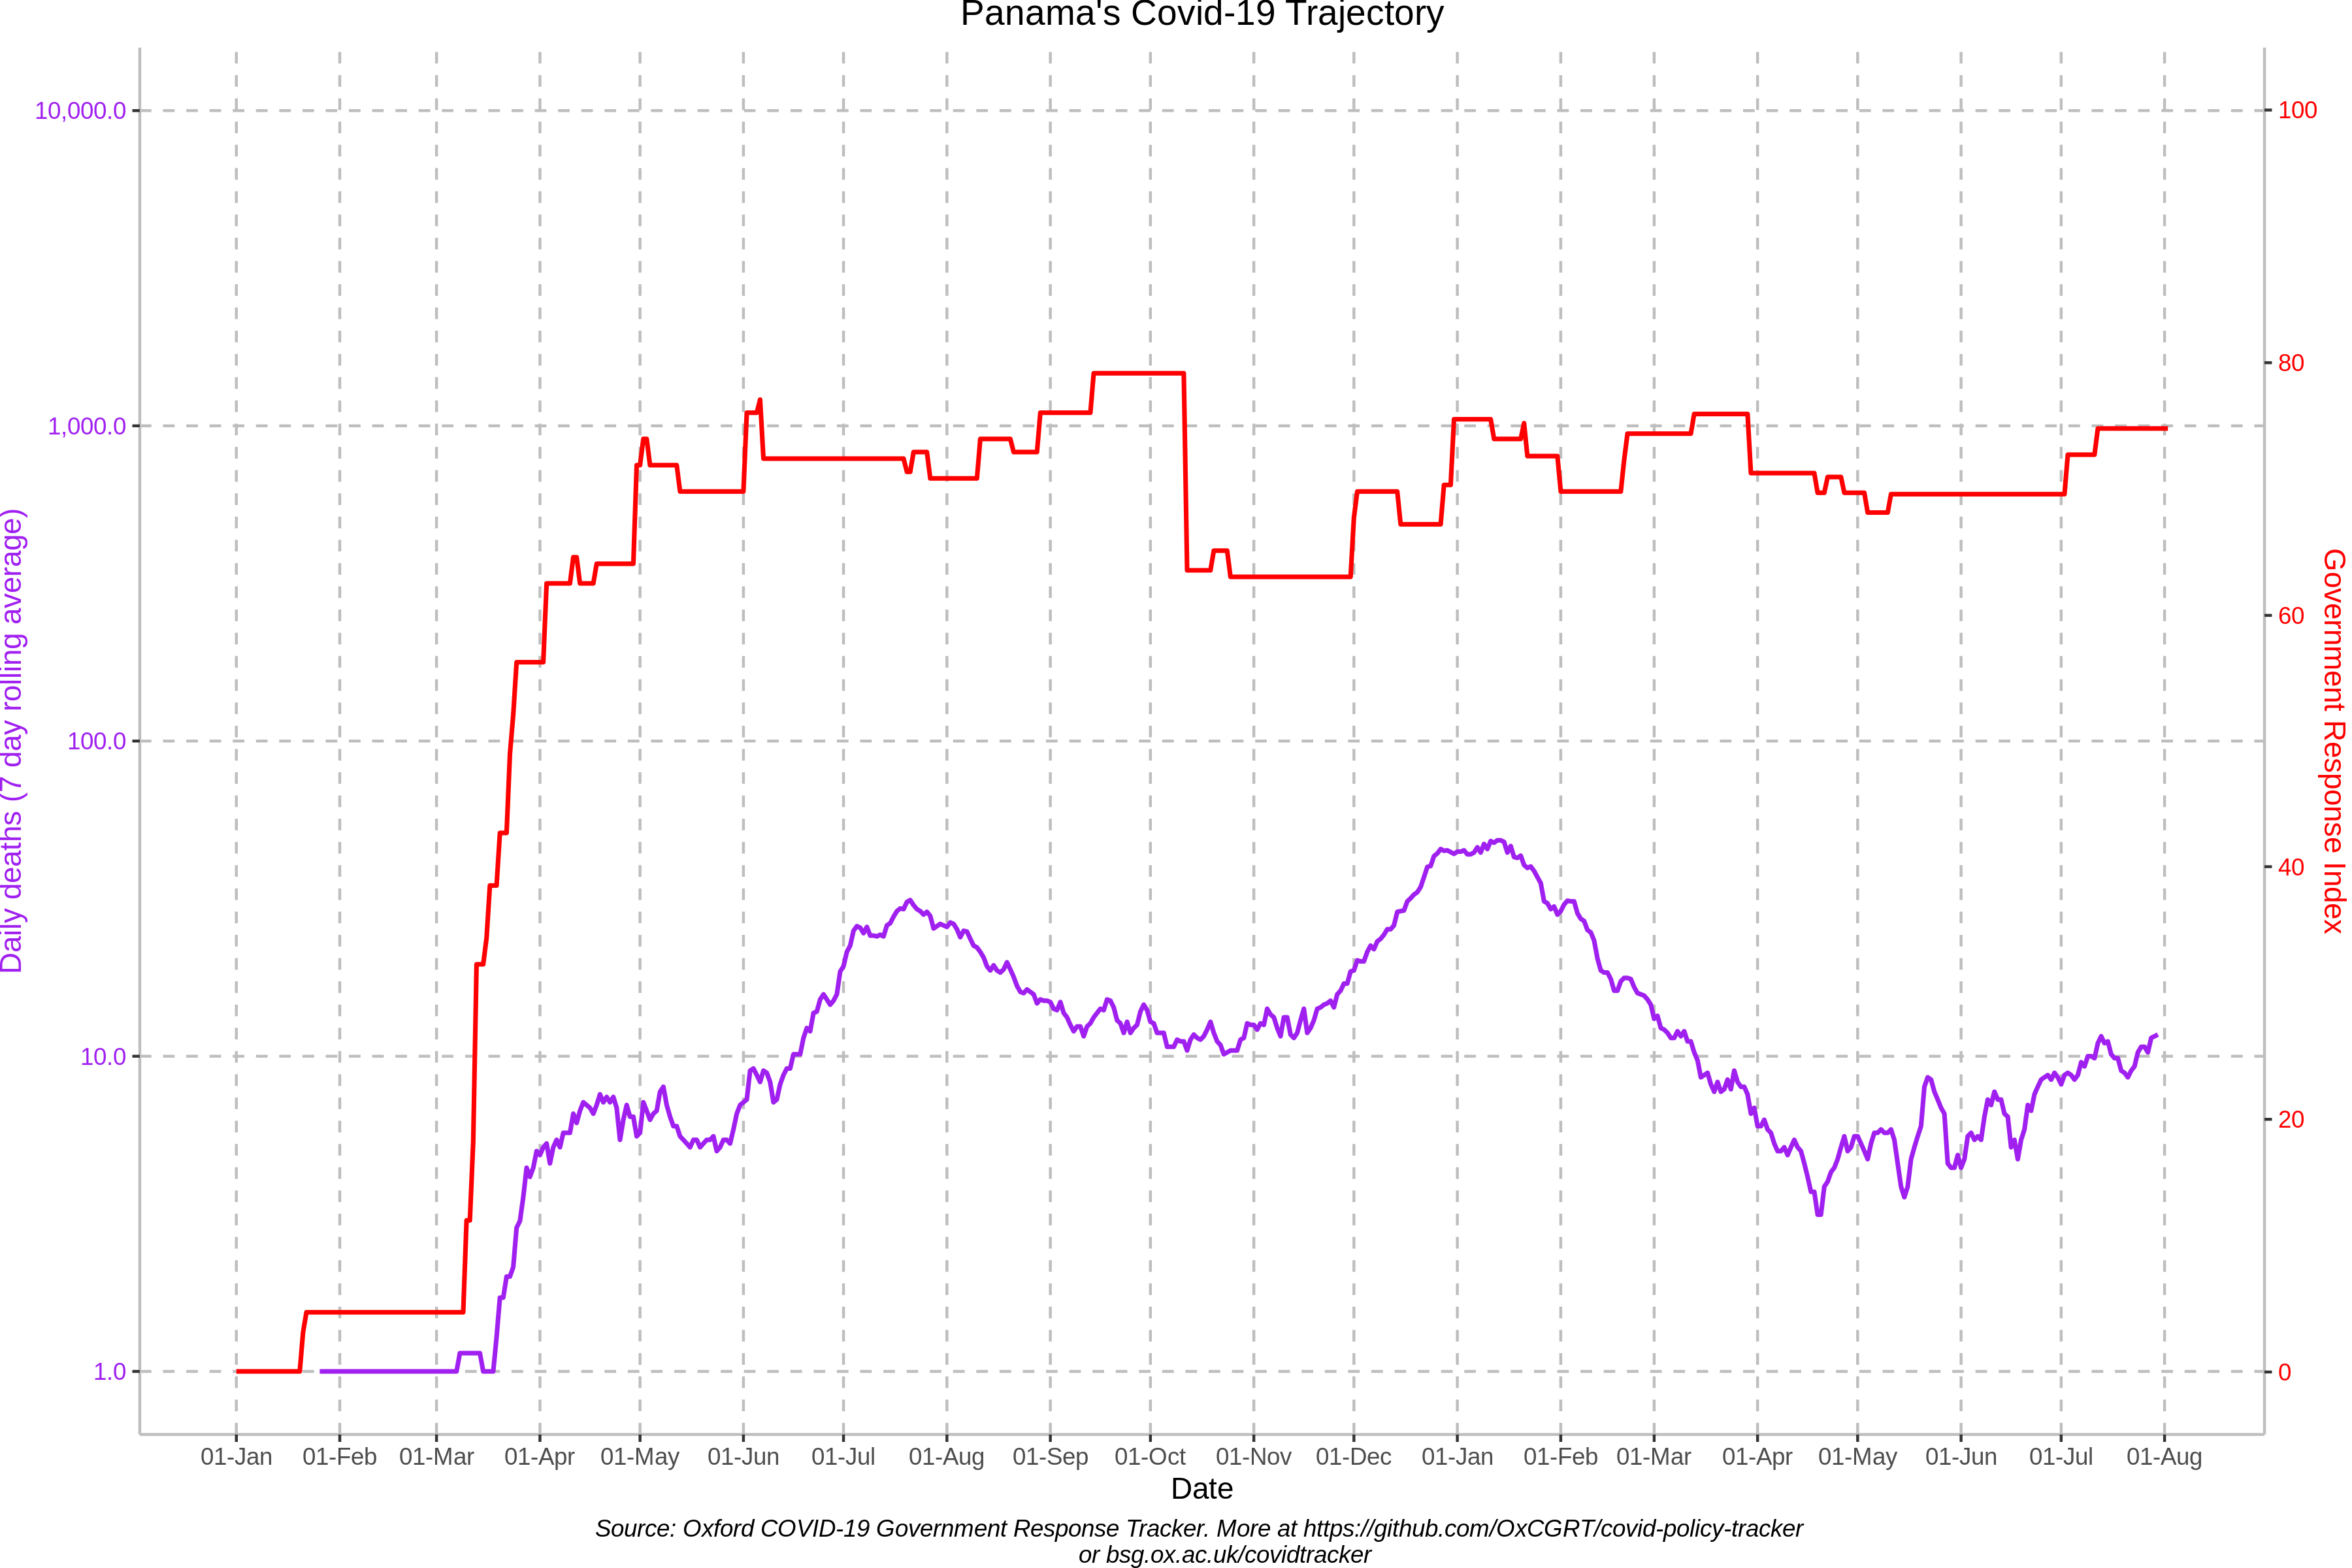 Panama's Covid-19 Trajectory
10,000.0
1,000.0
100.0
10.0
1.0
Daily deaths (7 day rolling average)
100
80
60
40
20
0
Government Response Index
01-Jan 01-Feb 01-Mar 01-Apr 01-May 01-Jun 01-Jul 01-Aug 01-Sep 01-Oct 01-Nov 01-Dec 01-Jan 01-Feb 01-Mar 01-Apr 01-May 01-Jun 01-Jul 01-Aug
Date
Source: Oxford COVID-19 Government Response Tracker. More at https://github.com/OxCGRT/covid-policy-tracker
or bsg.ox.ac.uk/covidtracker